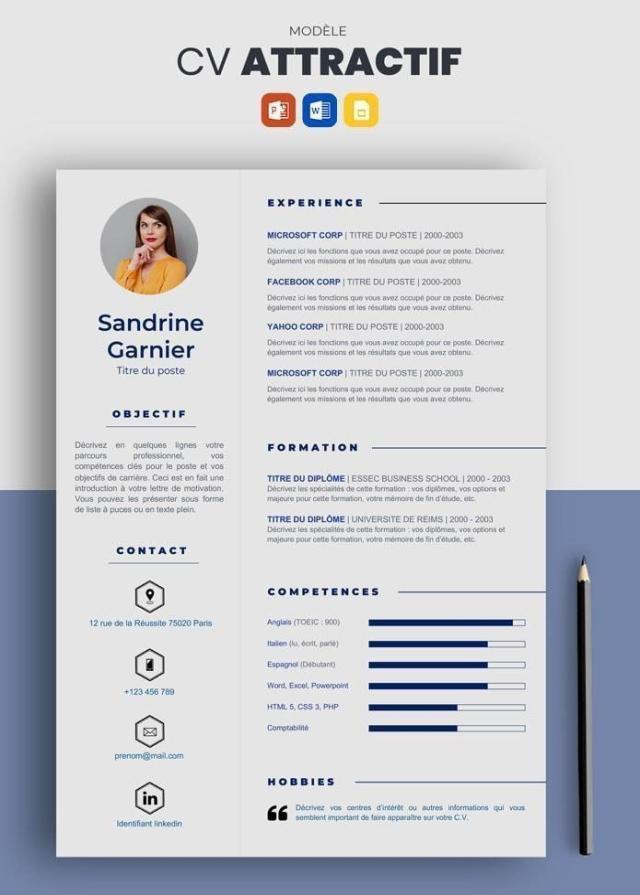 MODÈLE
CV ATTRACTIF
P
W
Sandrine
Garnier
Titre du poste
OBJECTIF
Décrivez en quelques lignes votre
parcours professionnel, vos
compétences clés pour le poste et vos
objectifs de carrière. Ceci est en fait une
introduction à votre lettre de motivation.
Vous pouvez les présenter sous forme
de liste à puces ou en texte plein.
CONTACT
12 rue de la Réussite 75020 Paris
+123 456 789
prenom@mail.com
in
Identifiant linkedin
EXPERIENCE
MICROSOFT CORP | TITRE DU POSTE | 2000-2003
Décrivez ici les fonctions que vous avez occupé pour ce poste. Décrivez
également vos missions et les résultats que vous avez obtenu.
FACEBOOK CORP | TITRE DU POSTE | 2000-2003
Décrivez ici les fonctions que vous avez occupé pour ce poste. Décrivez
également vos missions et les résultats que vous avez obtenu.
YAHOO CORP | TITRE DU POSTE | 2000-2003
Décrivez ici les fonctions que vous avez occupé pour ce poste. Décrivez
également vos missions et les résultats que vous avez obtenu.
MICROSOFT CORP | TITRE DU POSTE | 2000-2003
Décrivez ici les fonctions que vous avez occupé pour ce poste. Décrivez
également vos missions et les résultats que vous avez obtenu.
FORMATION
TITRE DU DIPLÔME | ESSEC BUSINESS SCHOOL | 2000 - 2003
Décrivez les spécialités de cette formation : vos diplômes, vos options et
majeure pour cette formation, votre mémoire de fin d'étude, etc.
TITRE DU DIPLÔME | UNIVERSITE DE REIMS | 2000 - 2003
Décrivez les spécialités de cette formation : vos diplômes, vos options et
majeure pour cette formation, votre mémoire de fin d'étude, etc.
COMPETENCES
Anglais (TOEIC : 900)
Italien (lu, écrit, parlé)
Espagnol (Débutant)
Word, Excel, Powerpoint
HTML 5, CSS 3, PHP
Comptabilité
HOBBIES
Décrivez vos centres d'intérêt ou autres informations qui vous
semblent important de faire apparaître sur votre C.V.